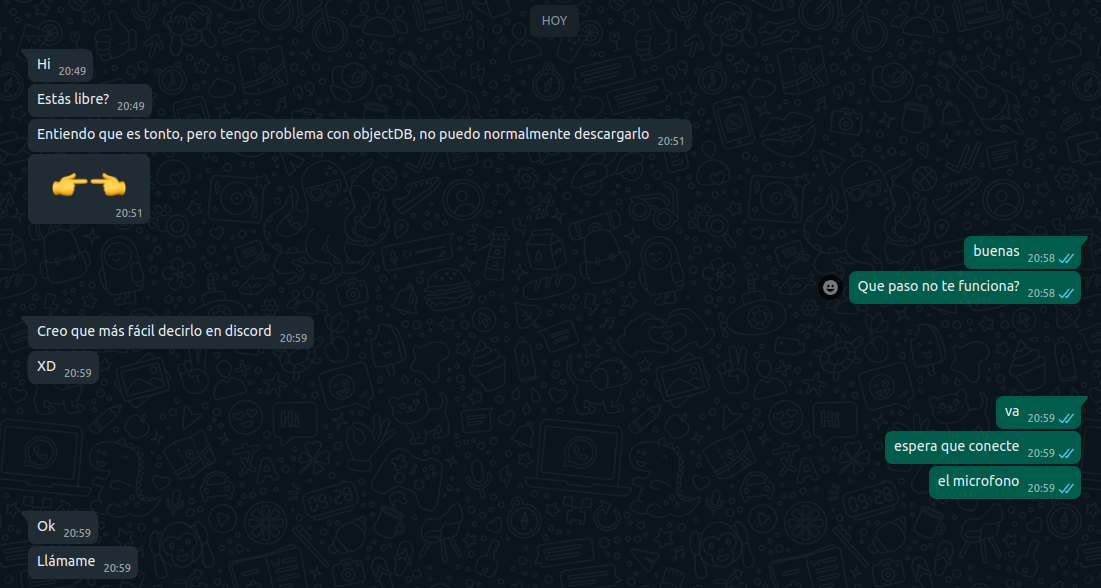 HOY
Hi 20:49
Estás libre? 20:49
Entiendo que es tonto, pero tengo problema con objectDB, no puedo normalmente descargarlo 20:51
20:51
buenas 20:58
Que paso no te funciona? 20:58
Creo que más fácil decirlo en discord 20:59
XD 20:59
va 20:59
espera que conecte 20:59
el microfono 20:59
Ok 20:59
Llámame 20:59